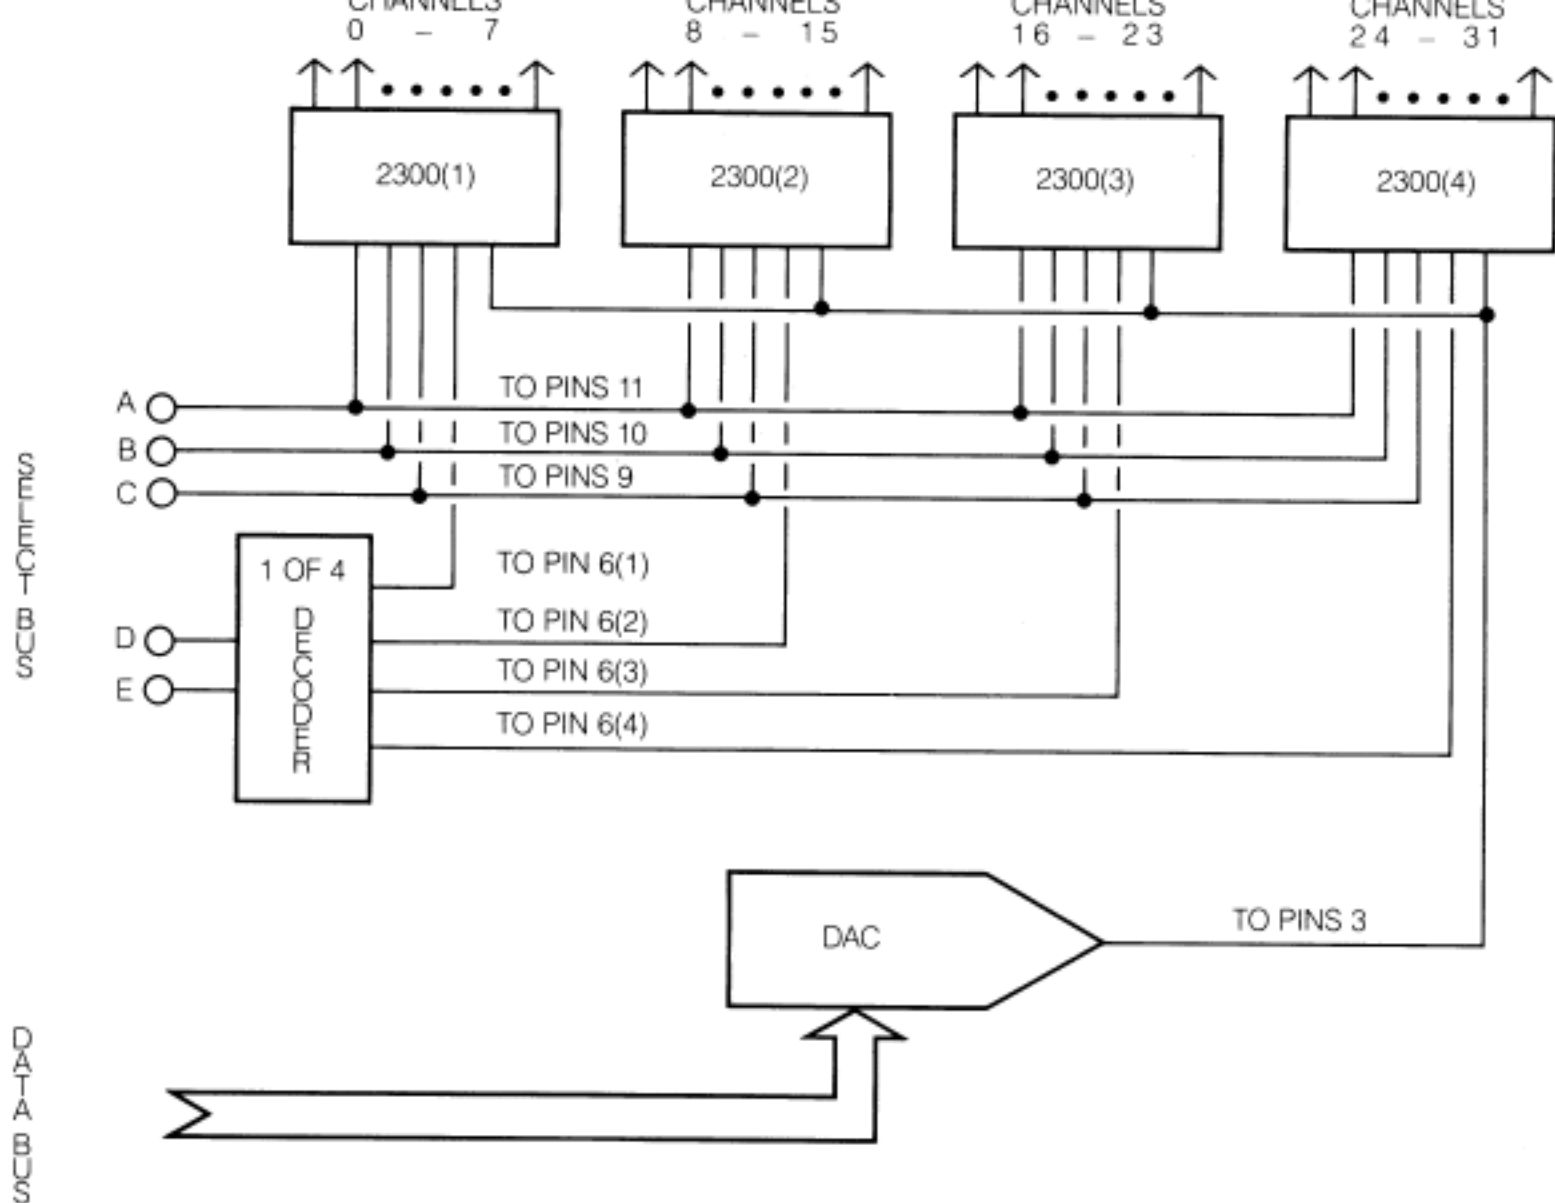 CHANNELS
0 – 7
CHANNELS
8 – 15
CHANNELS
16 – 23
CHANNELS
24 – 31
2300(1)
2300(2)
2300(3)
2300(4)
A
TO PINS 11
B
TO PINS 10
C
TO PINS 9
SELECT BUS
1 OF 4
DECODER
TO PIN 6(1)
D
TO PIN 6(2)
E
TO PIN 6(3)
TO PIN 6(4)
DAC
TO PINS 3
DATA BUS